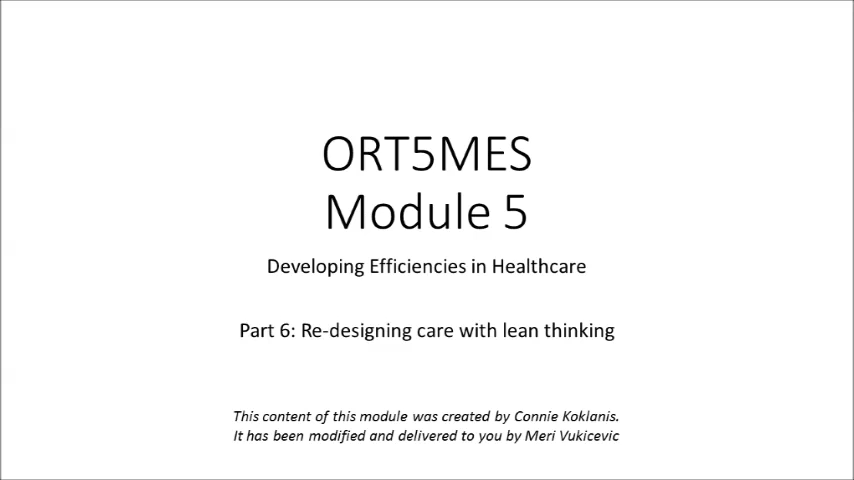 ORT5MES
Module 5
Developing Efficiencies in Healthcare
Part 6: Re-designing care with lean thinking
This content of this module was created by Connie Koklanis.
It has been modified and delivered to you by Meri Vukicevic